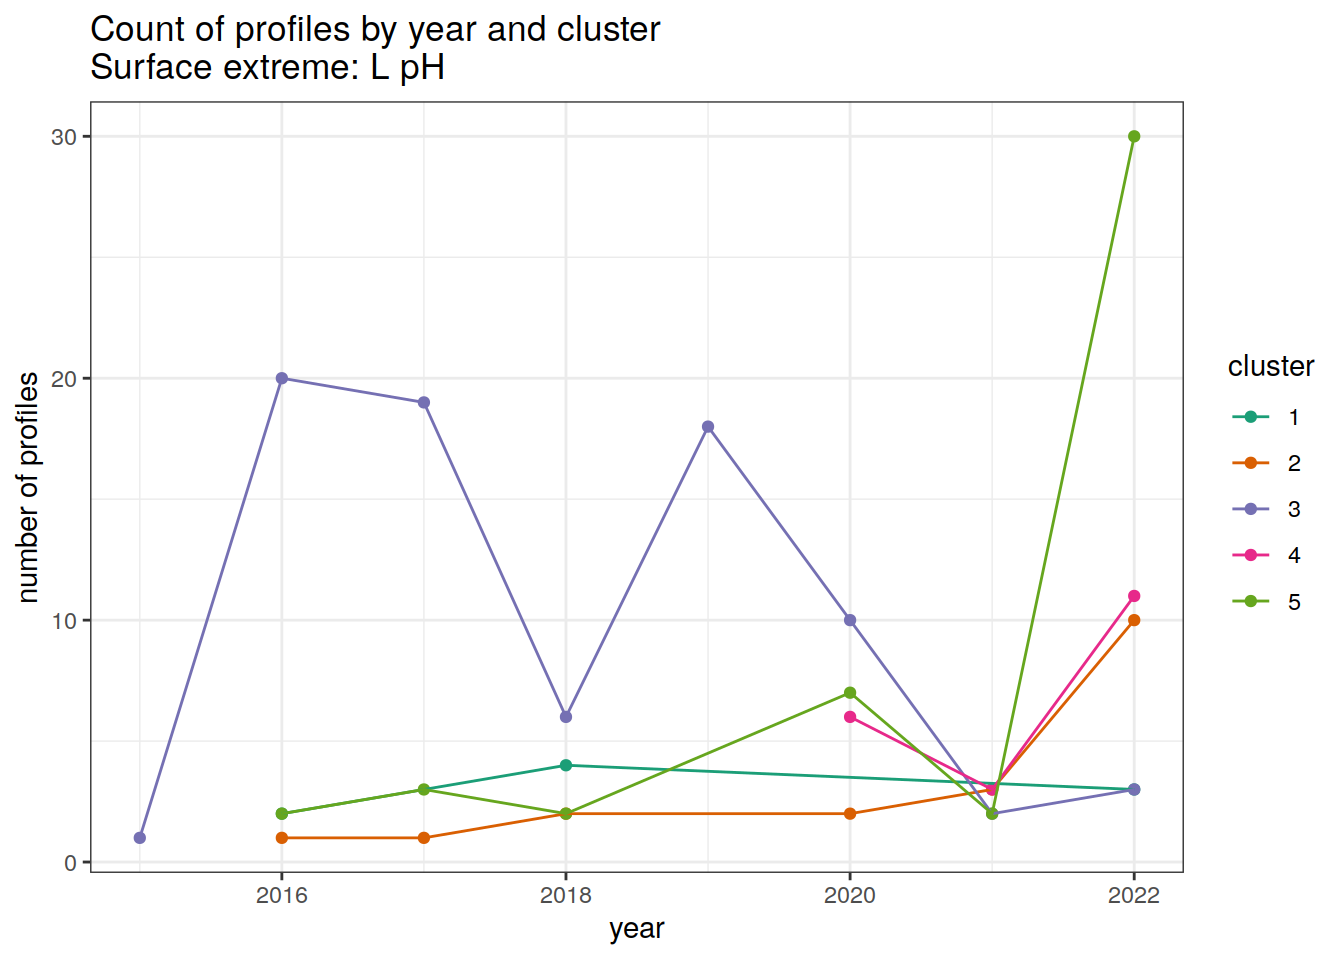 Count of profiles by year and cluster
Surface extreme: L pH
30
20
10
0
number of profiles
2016
2018
2020
2022
year
cluster
1
2
3
4
5